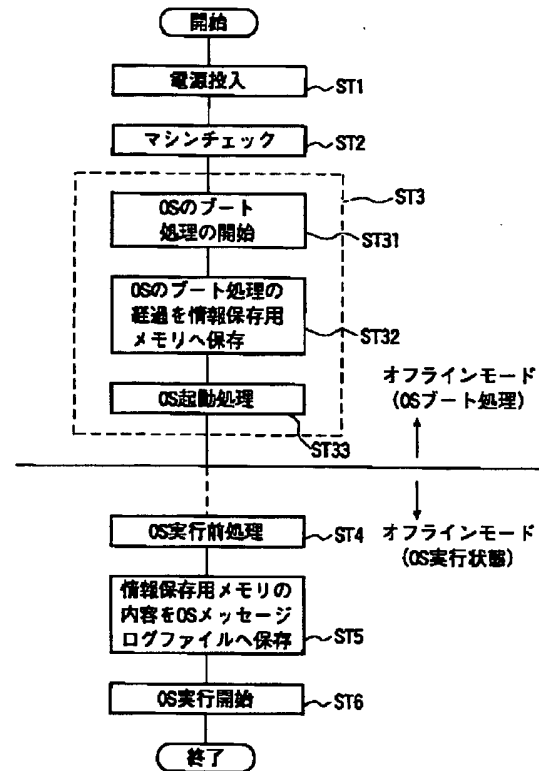 開始
電源投入
ST1
マシンチェック
ST2
ST3
OSのブート
処理の開始
ST31
OSのブート処理の
経過を情報保存用
メモリへ保存
ST32
OS起動処理
ST33
オフラインモード
(OSブート処理)
オフラインモード
(OS実行状態)
OS実行前処理
ST4
情報保存用メモリの
内容をOSメッセージ
ログファイルへ保存
ST5
OS実行開始
ST6
終了